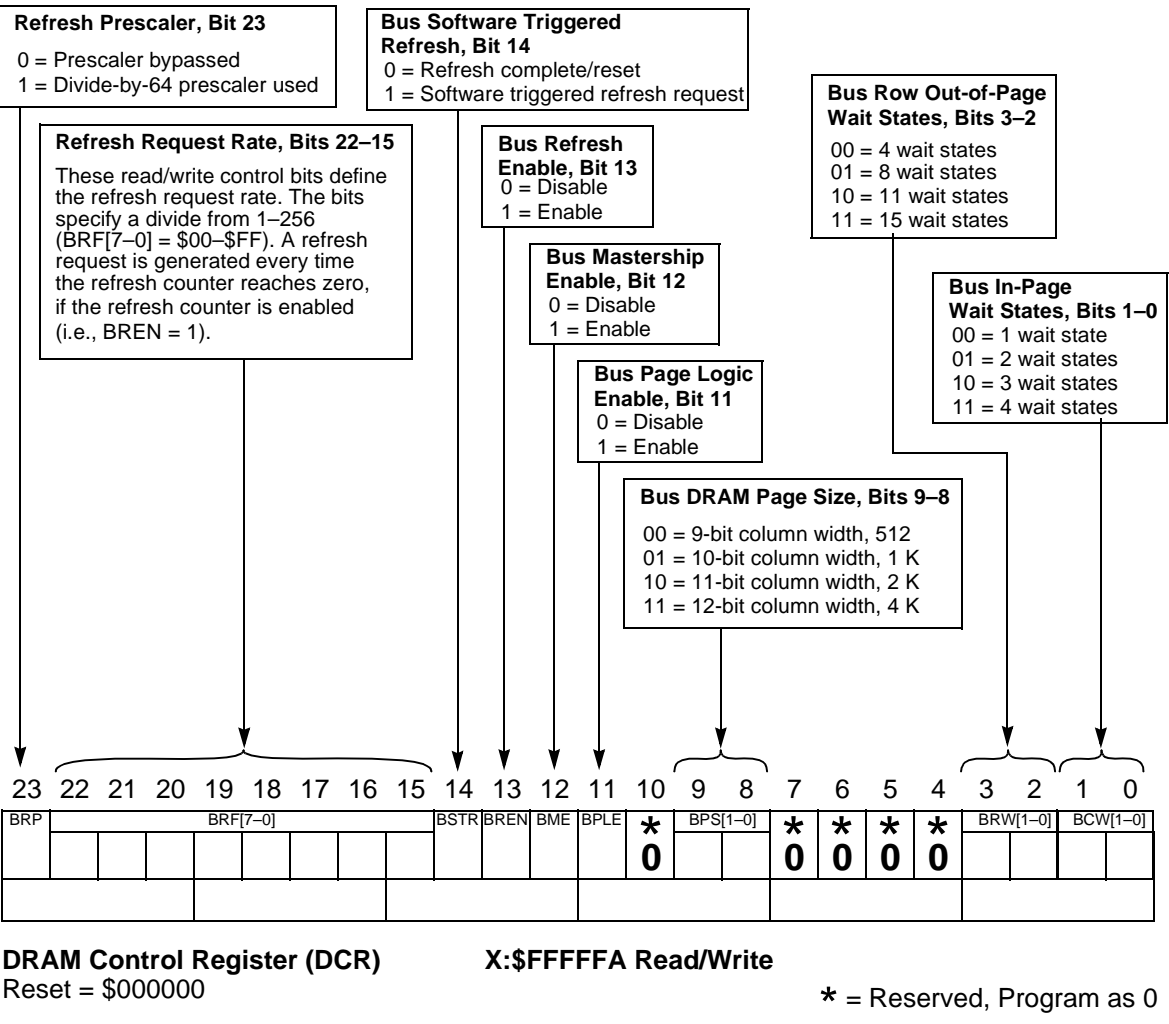 Refresh Prescaler, Bit 23
0 = Prescaler bypassed
1 = Divide-by-64 prescaler used
Bus Software Triggered
Refresh, Bit 14
0 = Refresh complete/reset
1 = Software triggered refresh request
Refresh Request Rate, Bits 22–15
These read/write control bits define
the refresh request rate. The bits
specify a divide from 1–256
(BRF[7–0] = $00–$FF). A refresh
request is generated every time
the refresh counter reaches zero,
if the refresh counter is enabled
(i.e., BREN = 1).
Bus Refresh
Enable, Bit 13
0 = Disable
1 = Enable
Bus Mastership
Enable, Bit 12
0 = Disable
1 = Enable
Bus Page Logic
Enable, Bit 11
0 = Disable
1 = Enable
Bus DRAM Page Size, Bits 9–8
00 = 9-bit column width, 512
01 = 10-bit column width, 1 K
10 = 11-bit column width, 2 K
11 = 12-bit column width, 4 K
Bus Row Out-of-Page
Wait States, Bits 3–2
00 = 4 wait states
01 = 8 wait states
10 = 11 wait states
11 = 15 wait states
Bus In-Page
Wait States, Bits 1–0
00 = 1 wait state
01 = 2 wait states
10 = 3 wait states
11 = 4 wait states
23 22 21 20 19 18 17 16 15 14 13 12 11 10 9 8 7 6 5 4 3 2 1 0
BRP BRF[7–0] BSTR BREN BME BPLE * BPS[1–0] * * * * BRW[1–0] BCW[1–0]
0 0 0 0 0
DRAM Control Register (DCR) X:$FFFFFA Read/Write
Reset = $000000
* = Reserved, Program as 0